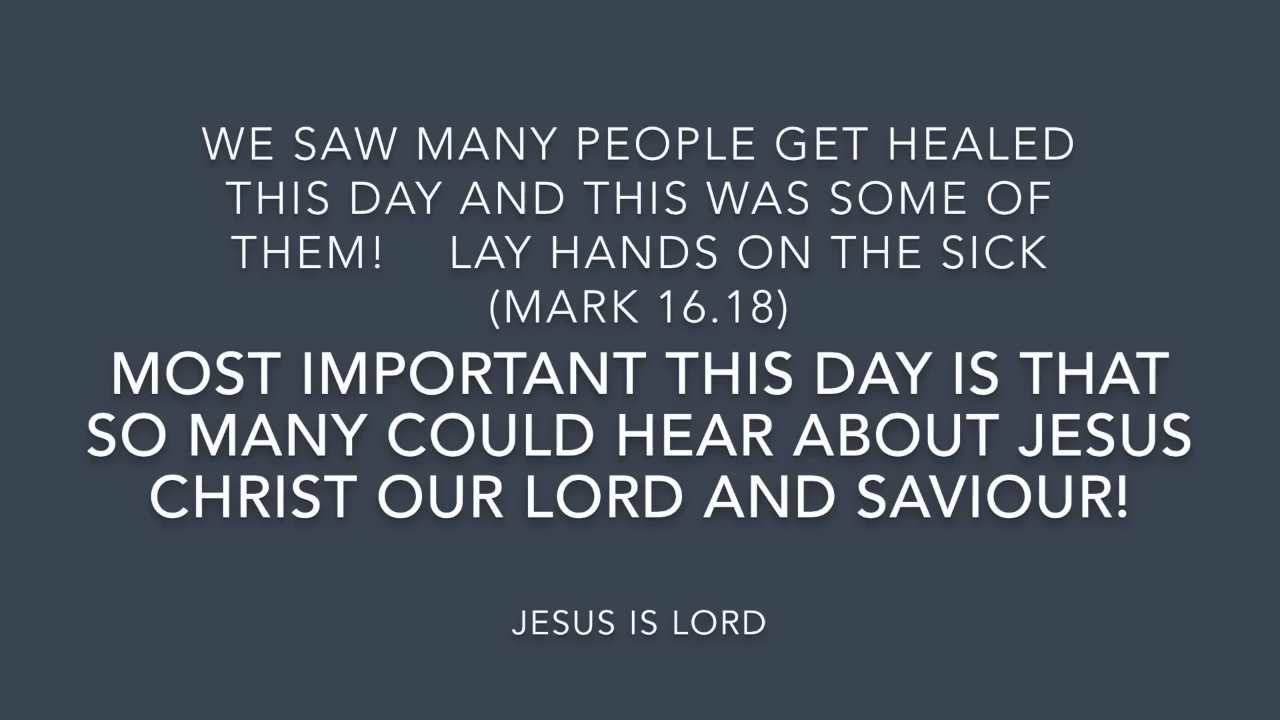 WE SAW MANY PEOPLE GET HEALED
THIS DAY AND THIS WAS SOME OF
THEM! LAY HANDS ON THE SICK
(MARK 16.18)
MOST IMPORTANT THIS DAY IS THAT
SO MANY COULD HEAR ABOUT JESUS
CHRIST OUR LORD AND SAVIOUR!
JESUS IS LORD